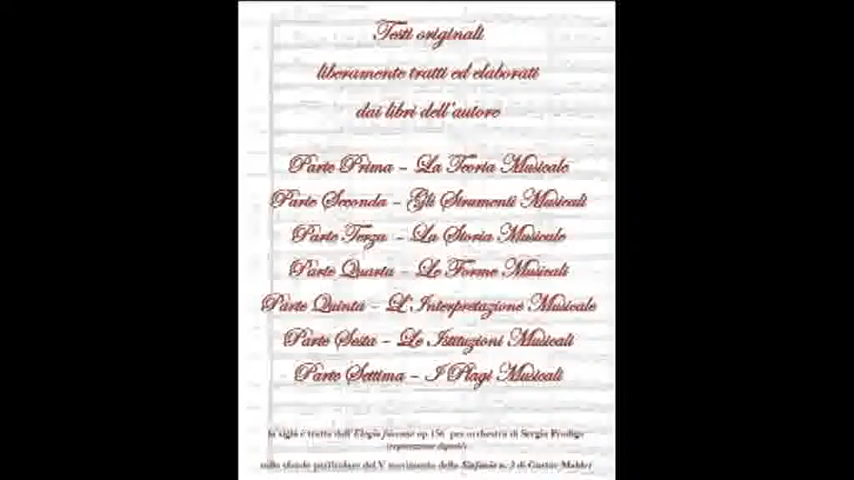 Testi originali
liberamente tratti ed elaborati
dai libri dell'autore
Parte Prima – La Teoria Musicale
Parte Seconda – Gli Strumenti Musicali
Parte Terza – La Storia Musicale
Parte Quarta – Le Forme Musicali
Parte Quinta – L'Interpretazione Musicale
Parte Sesta – Le Istituzioni Musicali
Parte Settima – I Plagi Musicali
la sigla è tratta dall'Elogio op.156 per orchestra di Sergio Prodigo
sullo sfondo particolare del V movimento della Sinfonia n. 3 di Gustav Mahler